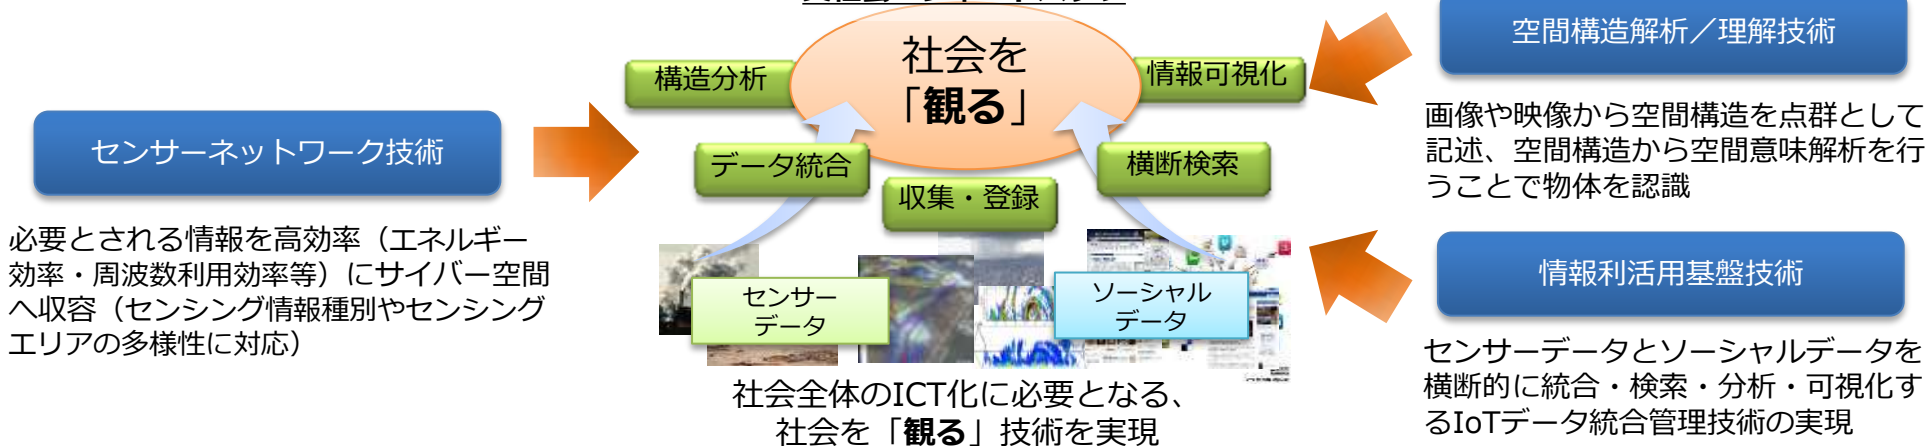 社会を
「観る」
構造分析
情報可視化
データ統合
横断検索
収集・登録
センサー
データ
ソーシャル
データ
社会全体のICT化に必要となる、
社会を「観る」技術を実現
センサーネットワーク技術
必要とされる情報を高効率（エネルギー
効率・周波数利用効率等）にサイバー空間
へ収容（センシング情報種別やセンシング
エリアの多様性に対応）
空間構造解析／理解技術
画像や映像から空間構造を点群として
記述、空間構造から空間意味解析を行
うことで物体を認識
情報利活用基盤技術
センサーデータとソーシャルデータを
横断的に統合・検索・分析・可視化す
るIoTデータ統合管理技術の実現